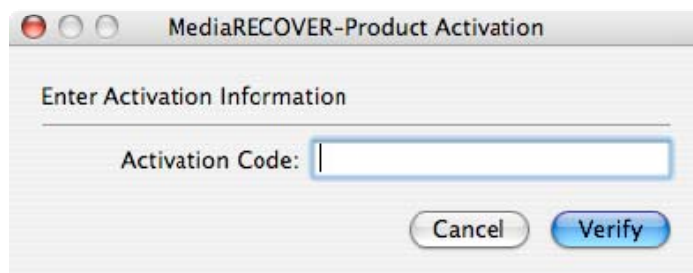 MediaRECOVER-Product Activation
Enter Activation Information
Activation Code:
Cancel Verify